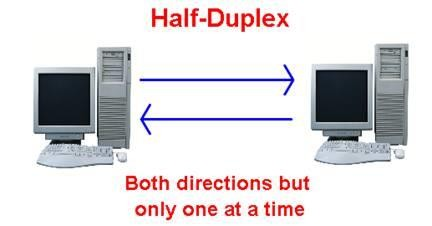 Half-Duplex
Both directions but
only one at a time